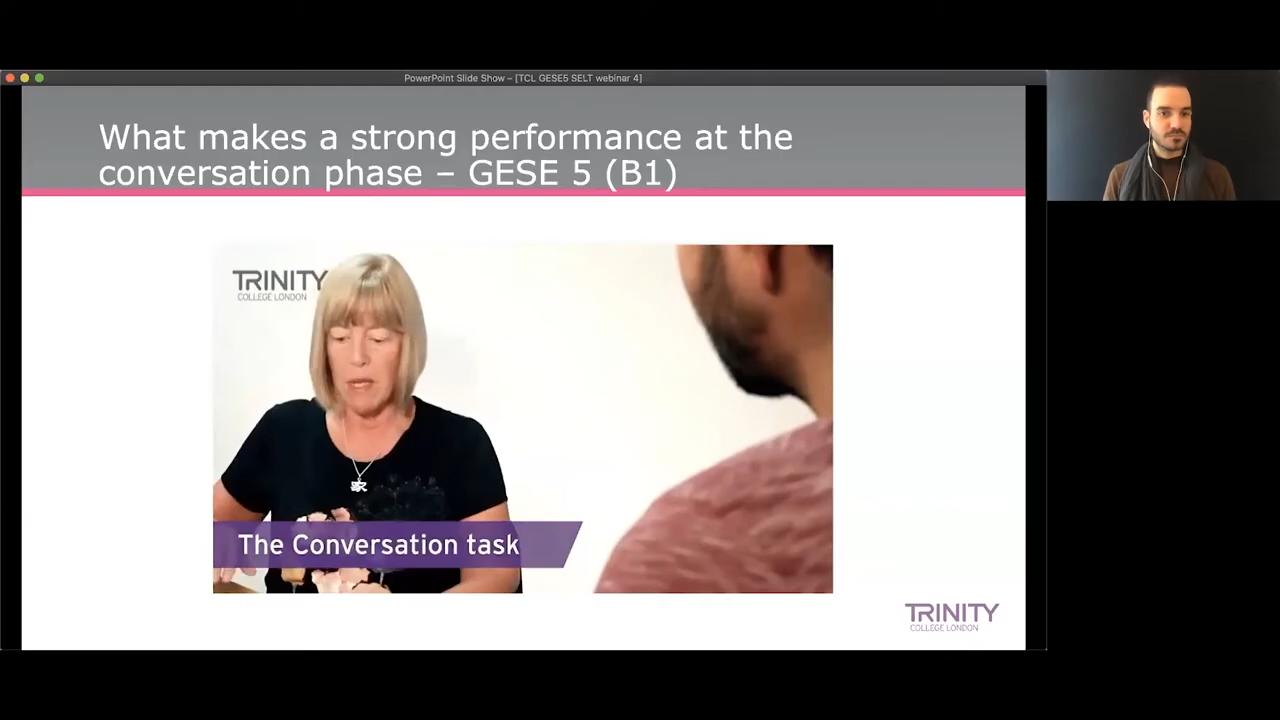 PowerPoint Slide Show – [TCL GESE5 SELT webinar 4]
What makes a strong performance at the
conversation phase – GESE 5 (B1)
TRINITY
COLLEGE LONDON
The Conversation task
TRINITY
COLLEGE LONDON